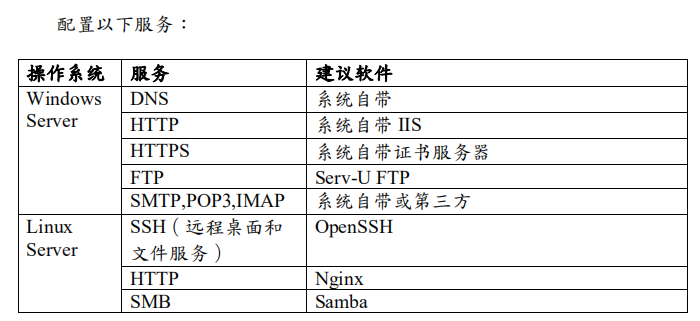 配置以下服务：
操作系统 服务 建议软件
Windows Server DNS 系统自带
HTTP 系统自带 IIS
HTTPS 系统自带证书服务器
FTP Serv-U FTP
SMTP,POP3,IMAP 系统自带或第三方
Linux Server SSH（远程桌面和文件服务） OpenSSH
HTTP Nginx
SMB Samba